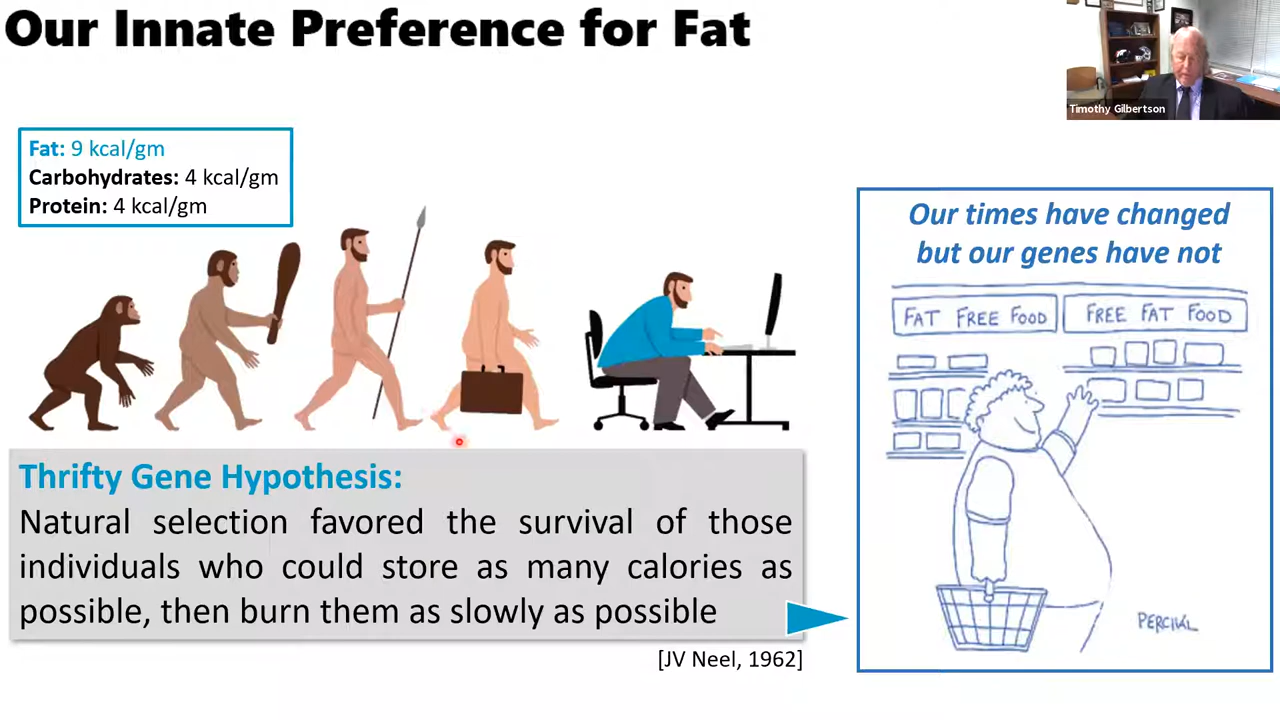 Our Innate Preference for Fat
Timothy Gilbertson
Fat: 9 kcal/gm
Carbohydrates: 4 kcal/gm
Protein: 4 kcal/gm
Our times have changed
but our genes have not
FAT FREE FOOD
FREE FAT FOOD
PERCIVAL
Thrifty Gene Hypothesis:
Natural selection favored the survival of those
individuals who could store as many calories as
possible, then burn them as slowly as possible
[JV Neel, 1962]